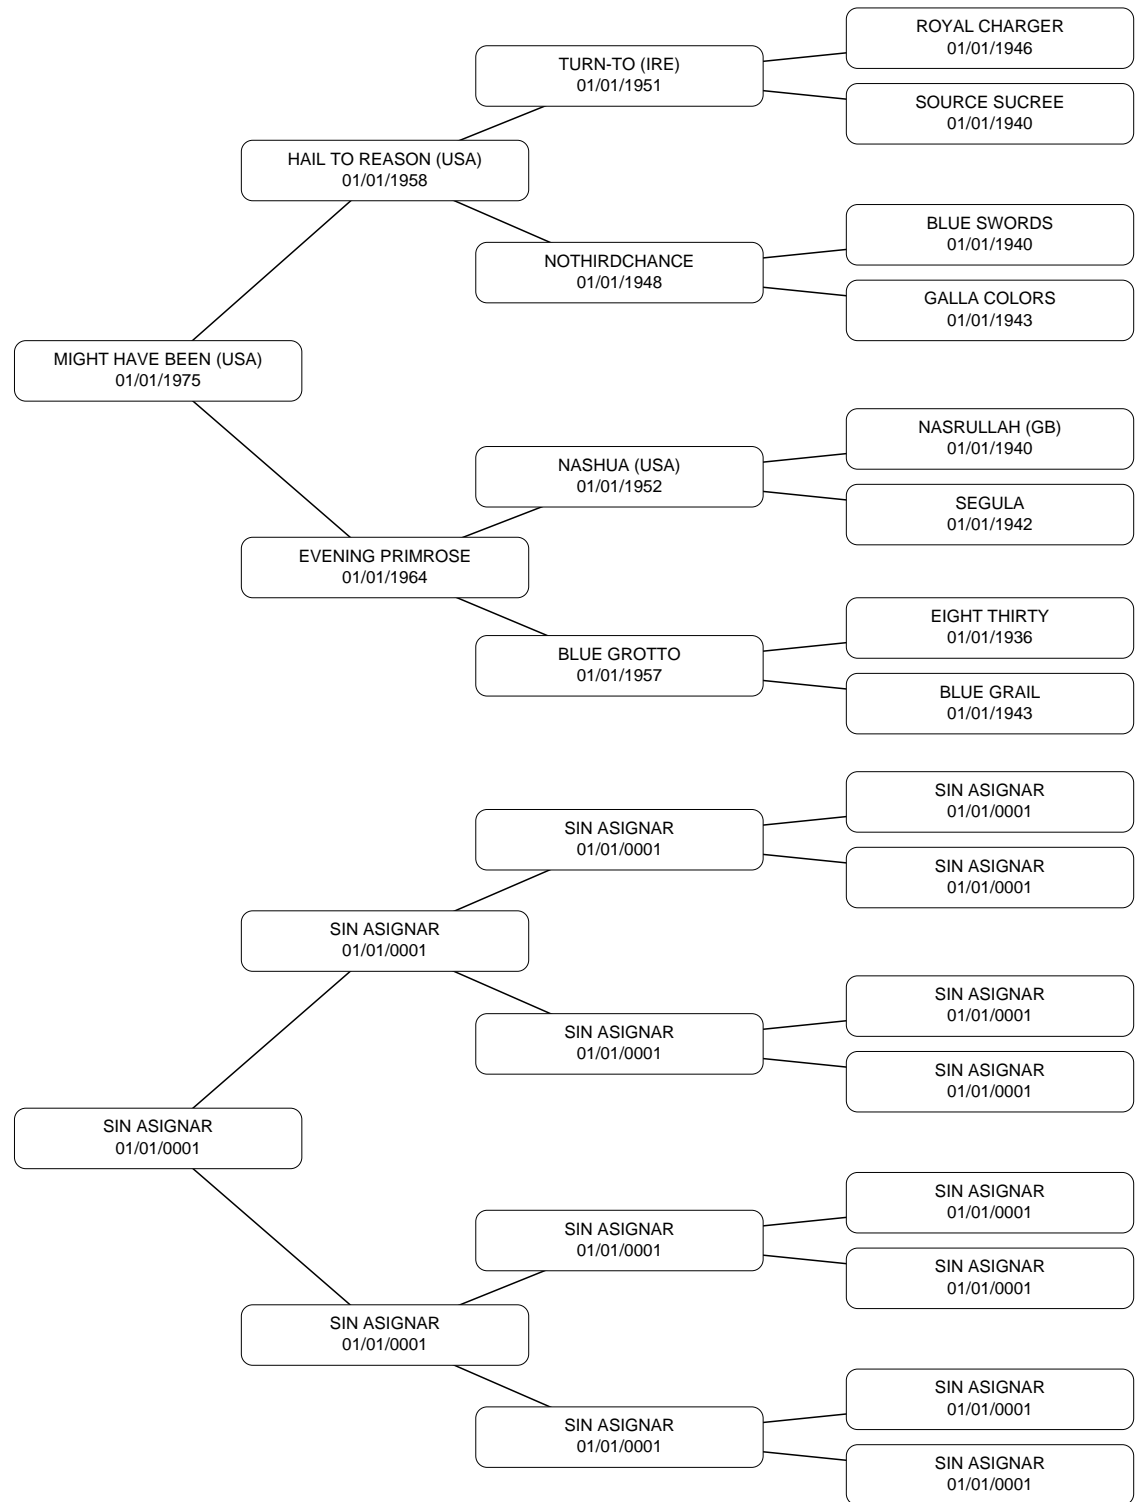 ROYAL CHARGER
01/01/1946
TURN-TO (IRE)
01/01/1951
SOURCE SUCREE
01/01/1940
HAIL TO REASON (USA)
01/01/1958
BLUE SWORDS
01/01/1940
NOTHIRDCHANCE
01/01/1948
GALLA COLORS
01/01/1943
MIGHT HAVE BEEN (USA)
01/01/1975
NASRULLAH (GB)
01/01/1940
NASHUA (USA)
01/01/1952
SEGULA
01/01/1942
EVENING PRIMROSE
01/01/1964
EIGHT THIRTY
01/01/1936
BLUE GROTTO
01/01/1957
BLUE GRAIL
01/01/1943
SIN ASIGNAR
01/01/0001
SIN ASIGNAR
01/01/0001
SIN ASIGNAR
01/01/0001
SIN ASIGNAR
01/01/0001
SIN ASIGNAR
01/01/0001
SIN ASIGNAR
01/01/0001
SIN ASIGNAR
01/01/0001
SIN ASIGNAR
01/01/0001
SIN ASIGNAR
01/01/0001
SIN ASIGNAR
01/01/0001
SIN ASIGNAR
01/01/0001
SIN ASIGNAR
01/01/0001
SIN ASIGNAR
01/01/0001
SIN ASIGNAR
01/01/0001
SIN ASIGNAR
01/01/0001